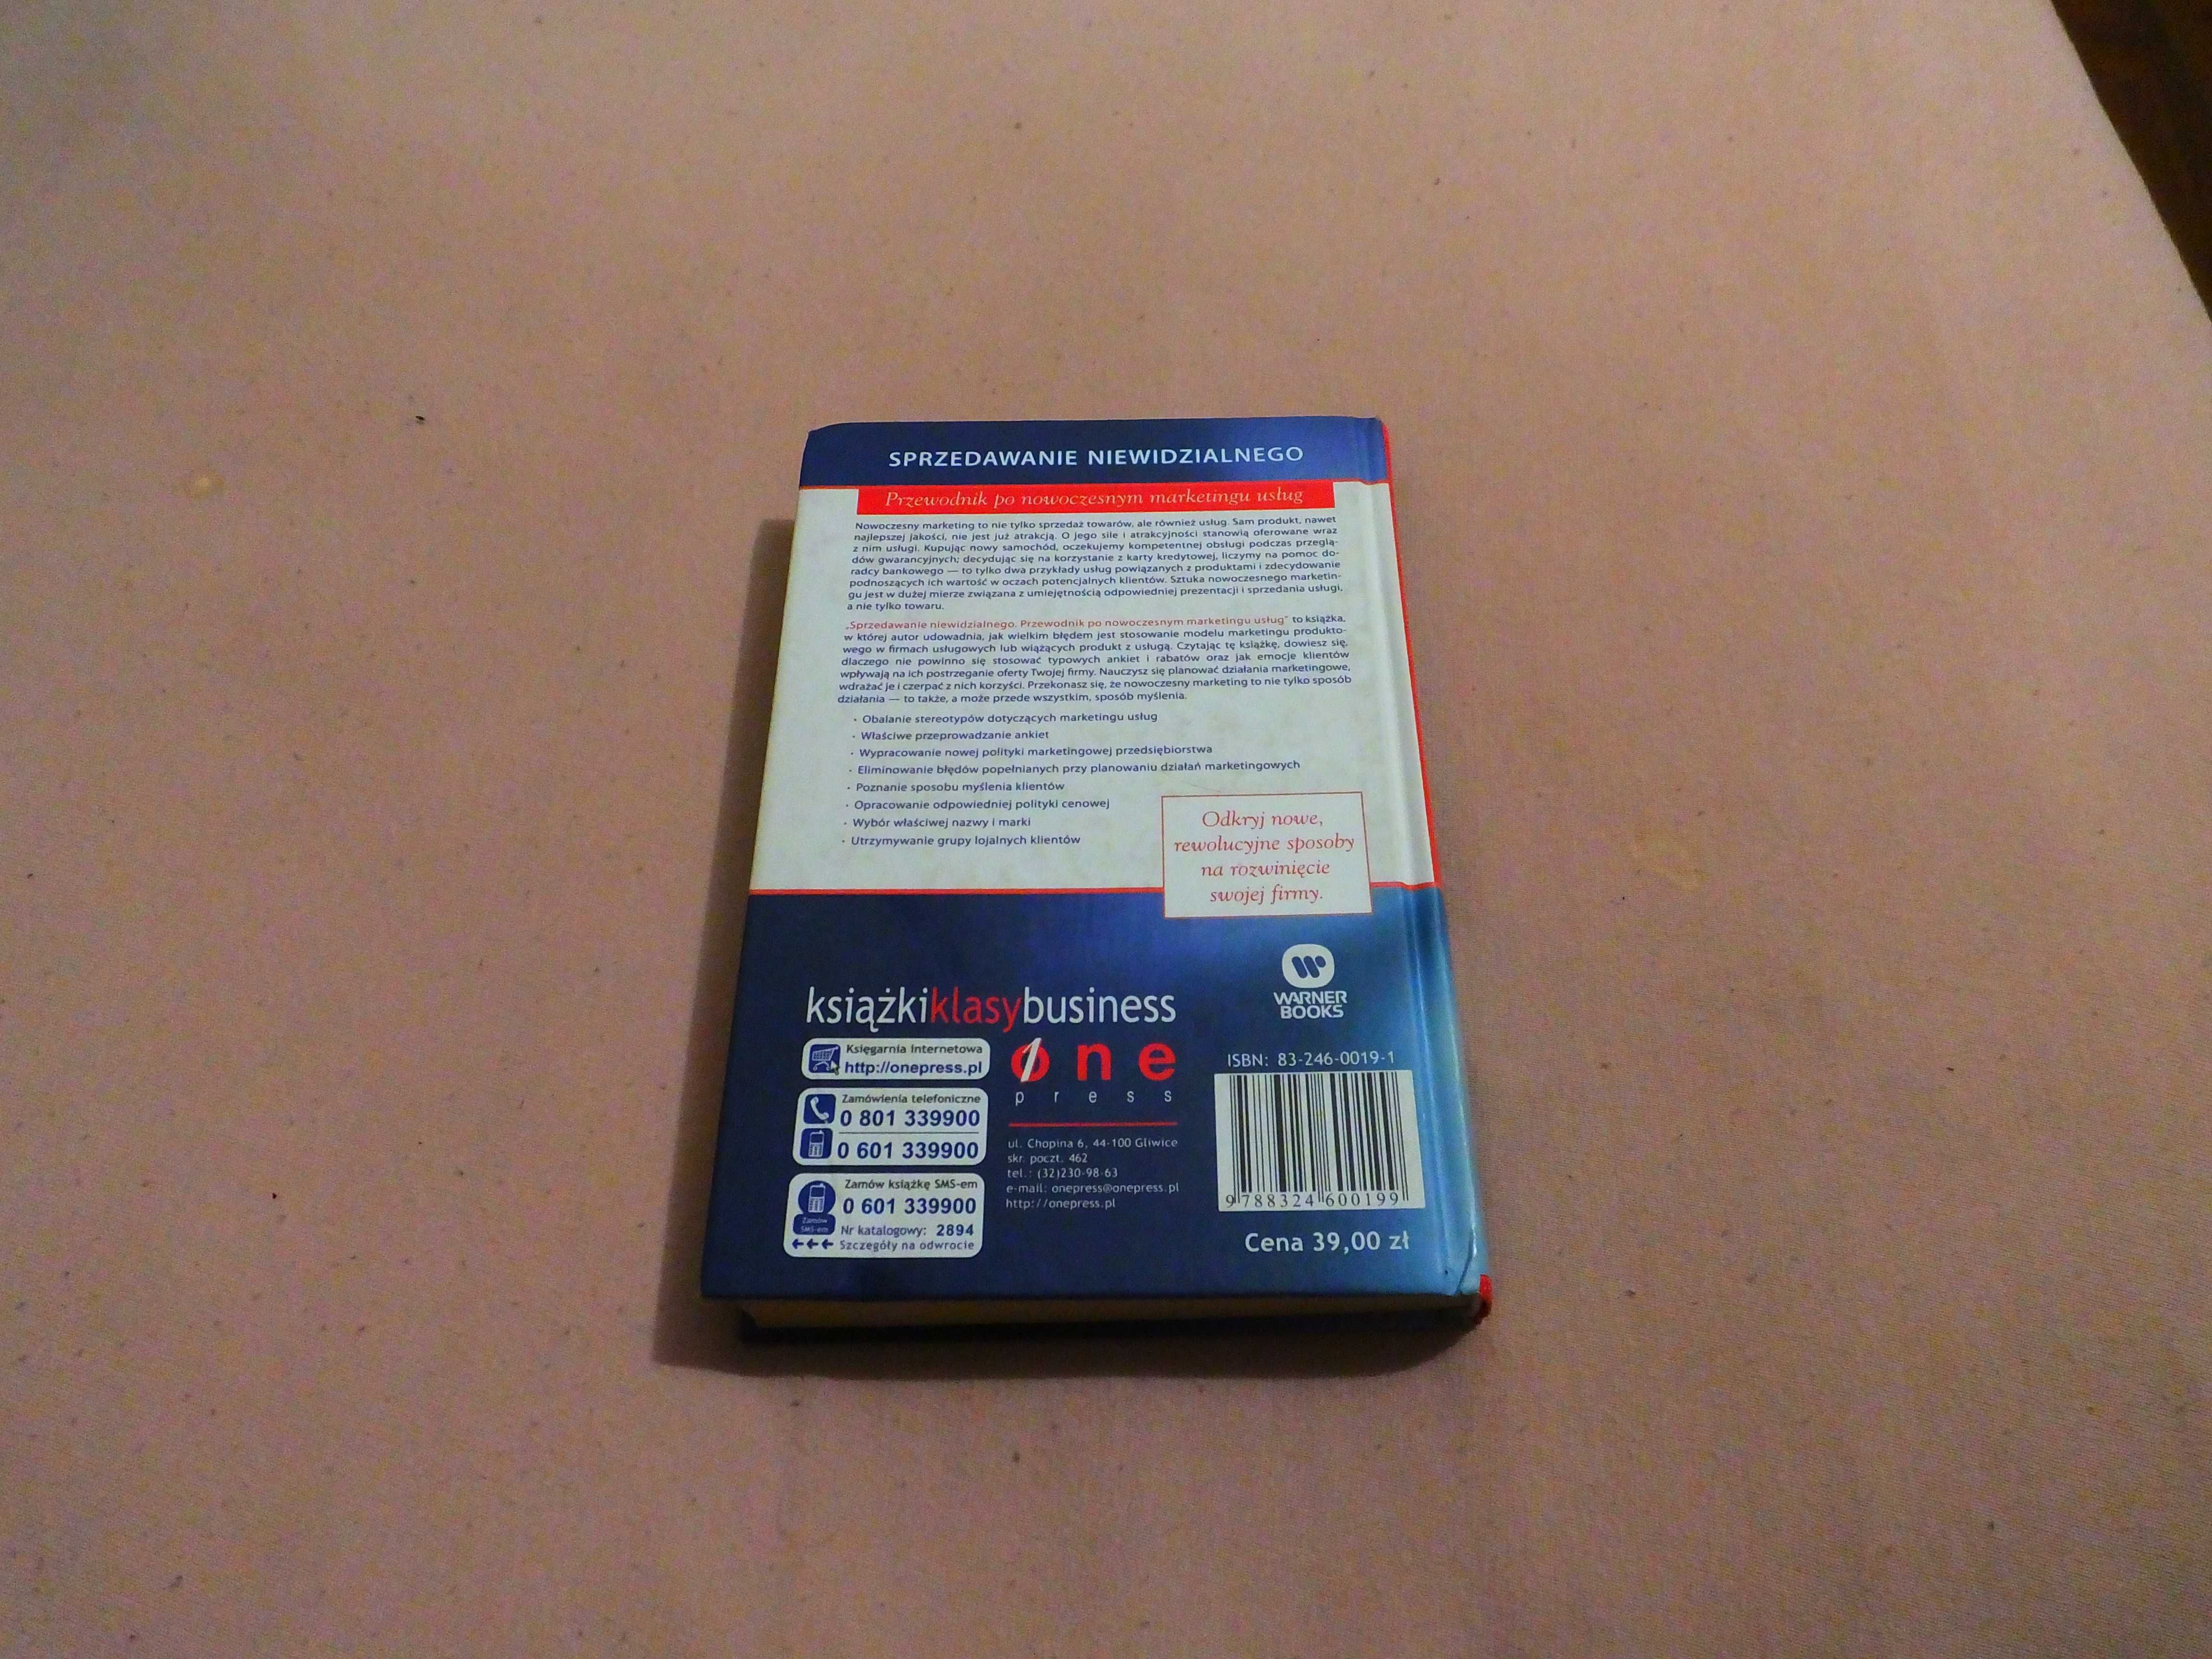 SPRZEDAWANIE NIEWIDZIALNEGO
Przewodnik po nowoczesnym marketingu usług
Nowoczesny marketing to nie tylko sprzedaż towarów, ale również usług. Sam produkt, nawet
najlepszej jakości, nie jest już atrakcją. O jego sile i atrakcyjności stanowią oferowane wraz
z nim usługi. Kupując nowy samochód, oczekujemy kompetentnej obsługi podczas przeglą-
dów gwarancyjnych; decydując się na korzystanie z karty kredytowej, liczymy na pomoc do-
radcy bankowego — to tylko dwa przykłady usług powiązanych z produktami i zdecydowanie
podnoszących ich wartość w oczach potencjalnych klientów. Sztuka nowoczesnego marketin-
gu jest w dużej mierze związana z umiejętnością odpowiedniej prezentacji i sprzedania usługi,
a nie tylko towaru.
„Sprzedawanie niewidzialnego. Przewodnik po nowoczesnym marketingu usług" to książka,
w której autor udowadnia, jak wielkim błędem jest stosowanie modelu marketingu produkto-
wego w firmach usługowych lub wiążących produkt z usługą. Czytając tę książkę, dowiesz się,
dlaczego nie powinno się stosować typowych ankiet i rabatów oraz jak emocje klientów
wpływają na ich postrzeganie oferty Twojej firmy. Nauczysz się planować działania marketingowe,
wdrażać je i czerpać z nich korzyści. Przekonasz się, że nowoczesny marketing to nie tylko sposób
działania — to także, a może przede wszystkim, sposób myślenia.
· Obalanie stereotypów dotyczących marketingu usług
· Właściwe przeprowadzanie ankiet
· Wypracowanie nowej polityki marketingowej przedsiębiorstwa
· Eliminowanie błędów popełnianych przy planowaniu działań marketingowych
· Poznanie sposobu myślenia klientów
· Opracowanie odpowiedniej polityki cenowej
· Wybór właściwej nazwy i marki
· Utrzymywanie grupy lojalnych klientów
Odkryj nowe,
rewolucyjne sposoby
na rozwinięcie
swojej firmy.
WARNER
BOOKS
książkiklasybusiness
Księgarnia internetowa
http://onepress.pl
Zamówienia telefoniczne
0 801 339900
0 601 339900
Zamów książkę SMS-em
0 601 339900
Zamów
SMS-em
Nr katalogowy: 2894
←←← Szczegóły na odwrocie
one
press
ul. Chopina 6, 44-100 Gliwice
skr. poczt. 462
tel.: (32)230-98-63
e-mail: onepress@onepress.pl
http://onepress.pl
ISBN: 83-246-0019-1
9 788324 600199
Cena 39,00 zł